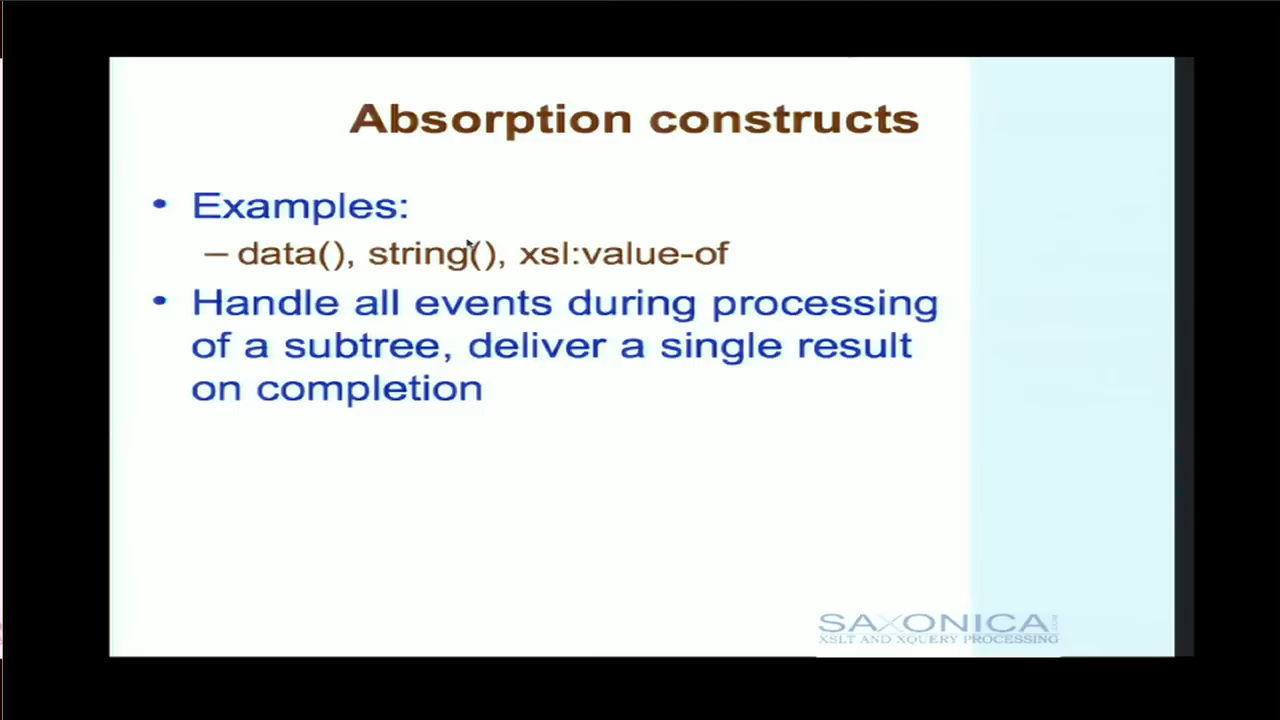 Absorption constructs
• Examples:
– data(), string(), xsl:value-of
• Handle all events during processing
of a subtree, deliver a single result
on completion
SAXONICA.COM
XSLT AND XQUERY PROCESSING